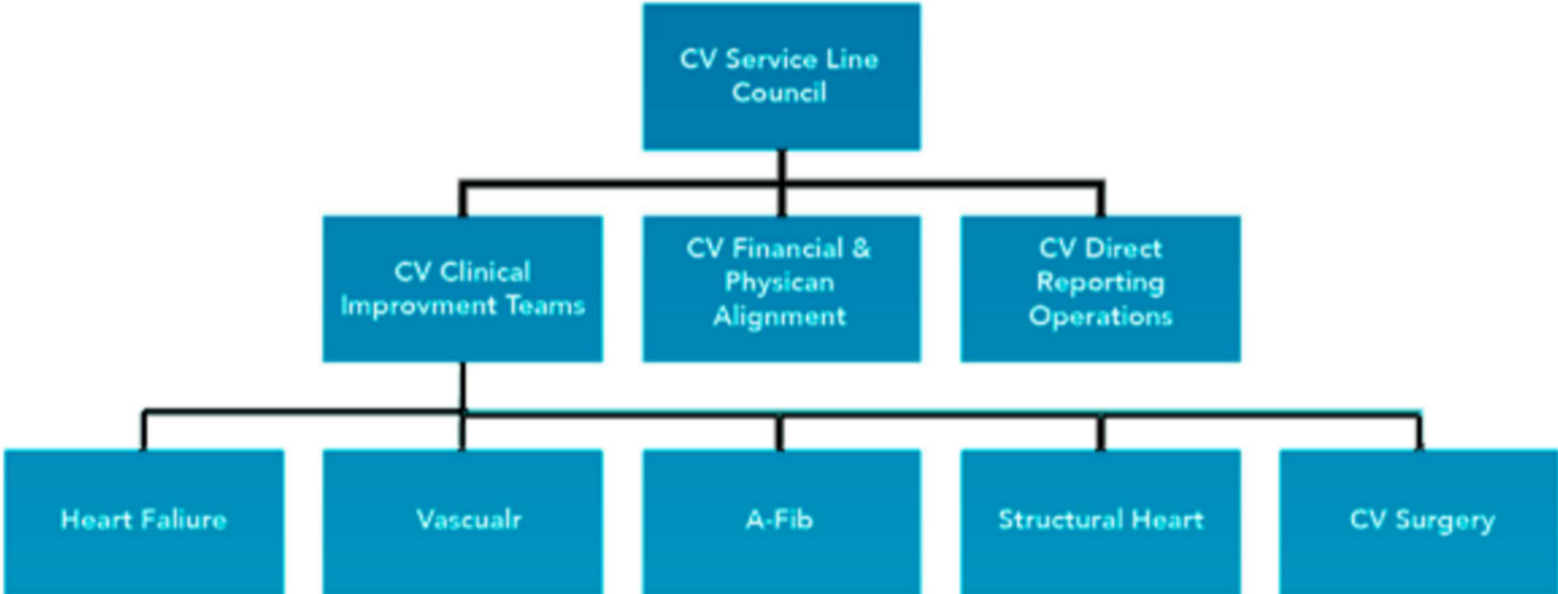 CV Service Line
Council
CV Clinical
Improvment Teams
CV Financial &
Physican
Alignment
CV Direct
Reporting
Operations
Heart Faliure
Vascualr
A-Fib
Structural Heart
CV Surgery